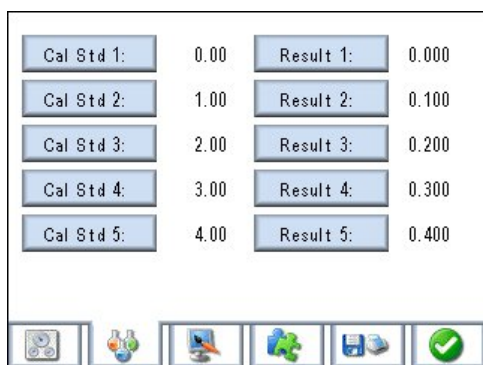 Cal Std 1: 0.00 Result 1: 0.000
Cal Std 2: 1.00 Result 2: 0.100
Cal Std 3: 2.00 Result 3: 0.200
Cal Std 4: 3.00 Result 4: 0.300
Cal Std 5: 4.00 Result 5: 0.400